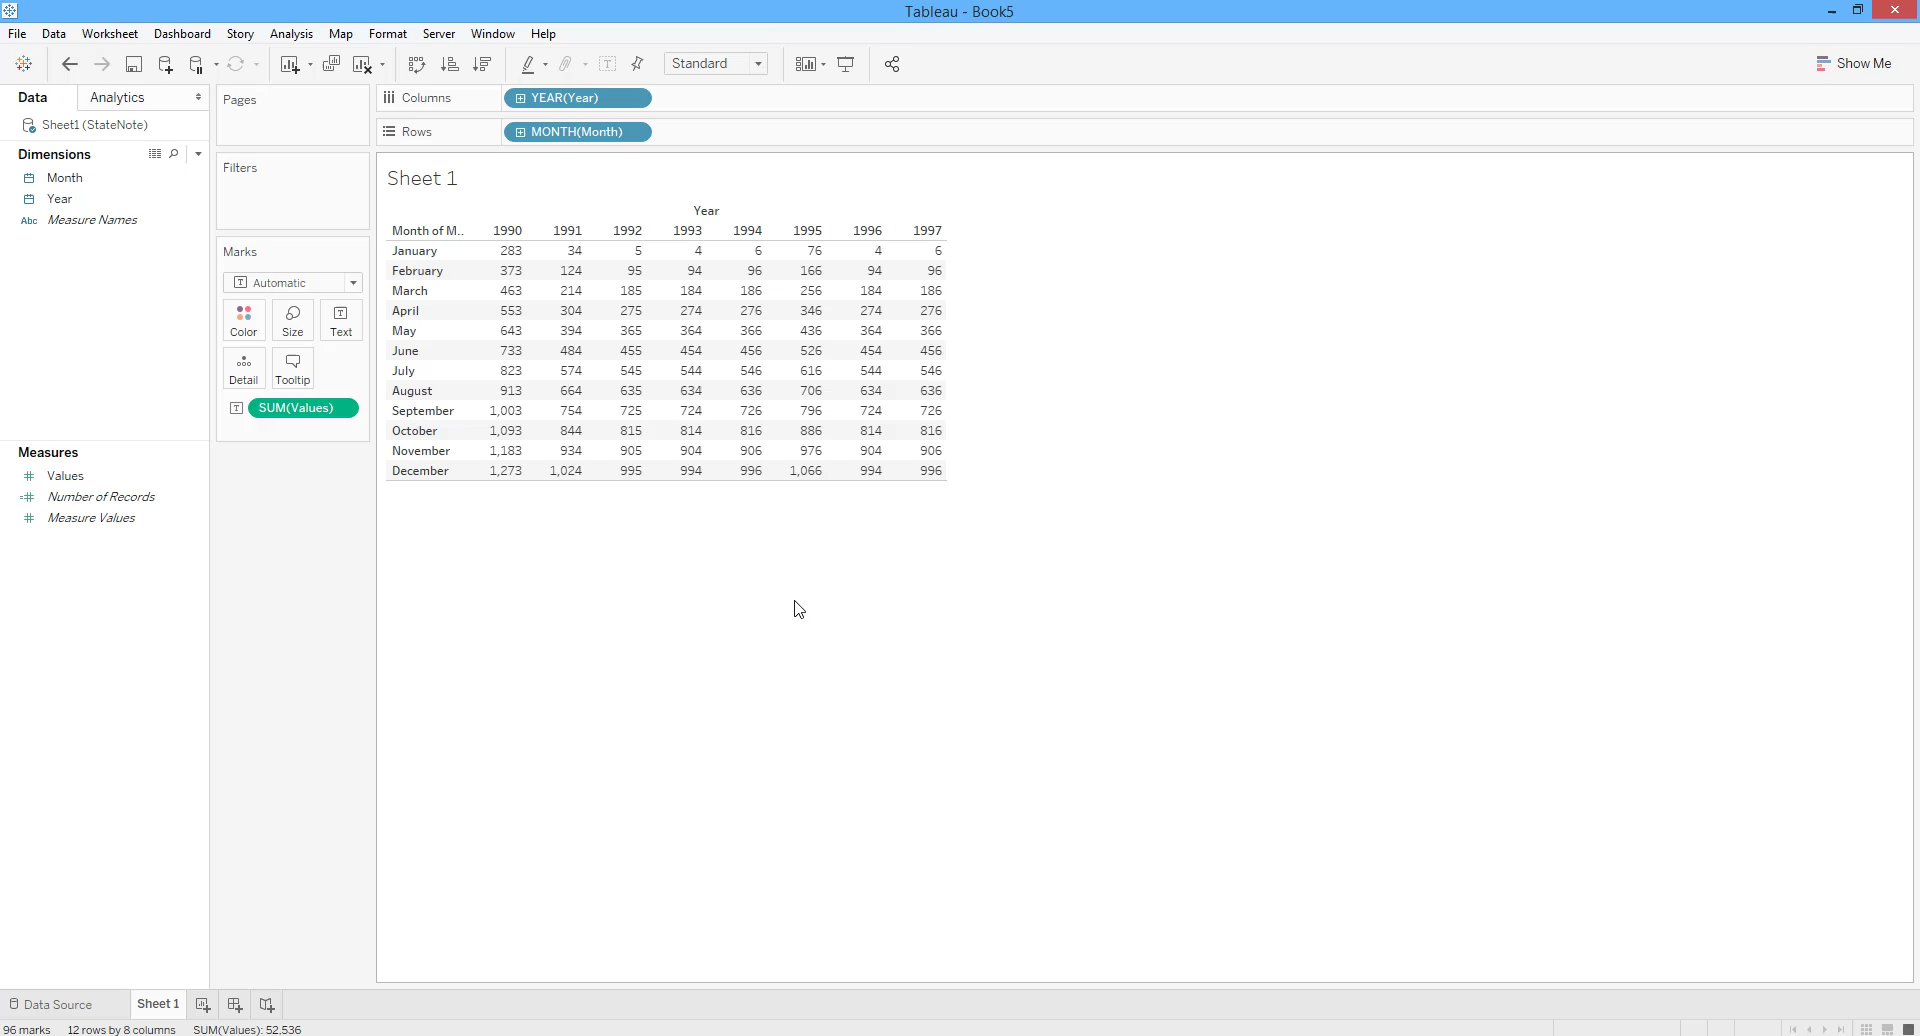 Tableau - Book5
File Data Worksheet Dashboard Story Analysis Map Format Server Window Help
Standard
Show Me
Data Analytics
Sheet1 (StateNote)
Dimensions
Month
Year
Abc Measure Names
Measures
Values
Number of Records
Measure Values
Pages
Filters
Marks
Automatic
Color Size Text
Detail Tooltip
SUM(Values)
Columns YEAR(Year)
Rows MONTH(Month)
Sheet 1
Year
Month of M.. 1990 1991 1992 1993 1994 1995 1996 1997
January 283 34 5 4 6 76 4 6
February 373 124 95 94 96 166 94 96
March 463 214 185 184 186 256 184 186
April 553 304 275 274 276 346 274 276
May 643 394 365 364 366 436 364 366
June 733 484 455 454 456 526 454 456
July 823 574 545 544 546 616 544 546
August 913 664 635 634 636 706 634 636
September 1,003 754 725 724 726 796 724 726
October 1,093 844 815 814 816 886 814 816
November 1,183 934 905 904 906 976 904 906
December 1,273 1,024 995 994 996 1,066 994 996
Data Source Sheet 1
96 marks 12 rows by 8 columns SUM(Values): 52,536